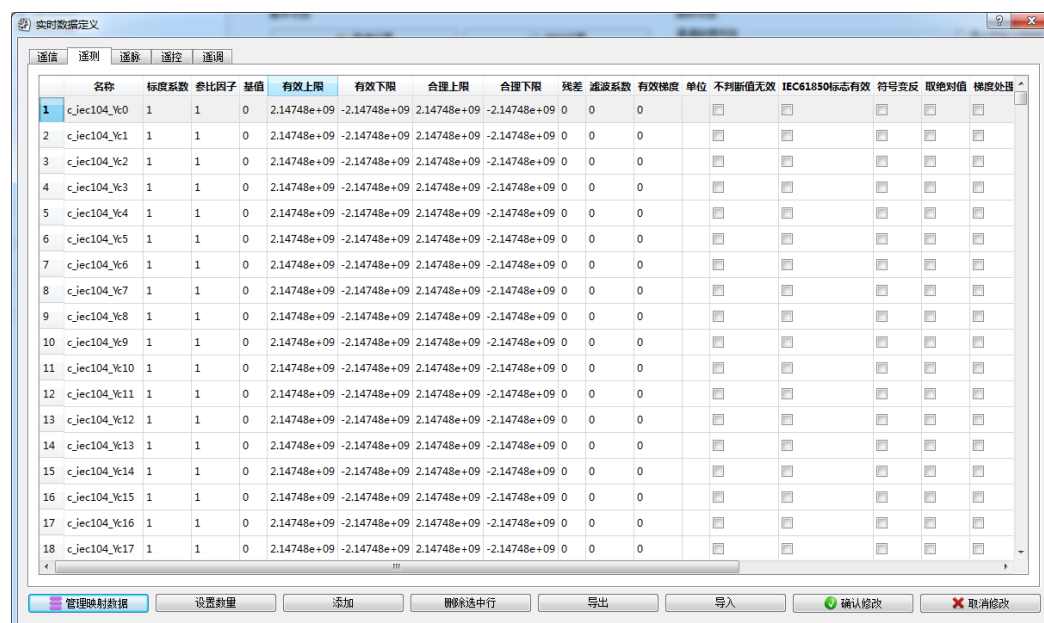 实时数据定义
遥信 遥测 遥脉 遥控 遥调
名称 标度系数 参比因子 基值 有效上限 有效下限 合理上限 合理下限 残差 滤波系数 有效梯度 单位 不判断值无效 IEC61850标志有效 符号变反 取绝对值 梯度处理
1 c_iec104_Yc0 1 1 0 2.14748e+09 -2.14748e+09 2.14748e+09 -2.14748e+09 0 0 0
2 c_iec104_Yc1 1 1 0 2.14748e+09 -2.14748e+09 2.14748e+09 -2.14748e+09 0 0 0
3 c_iec104_Yc2 1 1 0 2.14748e+09 -2.14748e+09 2.14748e+09 -2.14748e+09 0 0 0
4 c_iec104_Yc3 1 1 0 2.14748e+09 -2.14748e+09 2.14748e+09 -2.14748e+09 0 0 0
5 c_iec104_Yc4 1 1 0 2.14748e+09 -2.14748e+09 2.14748e+09 -2.14748e+09 0 0 0
6 c_iec104_Yc5 1 1 0 2.14748e+09 -2.14748e+09 2.14748e+09 -2.14748e+09 0 0 0
7 c_iec104_Yc6 1 1 0 2.14748e+09 -2.14748e+09 2.14748e+09 -2.14748e+09 0 0 0
8 c_iec104_Yc7 1 1 0 2.14748e+09 -2.14748e+09 2.14748e+09 -2.14748e+09 0 0 0
9 c_iec104_Yc8 1 1 0 2.14748e+09 -2.14748e+09 2.14748e+09 -2.14748e+09 0 0 0
10 c_iec104_Yc9 1 1 0 2.14748e+09 -2.14748e+09 2.14748e+09 -2.14748e+09 0 0 0
11 c_iec104_Yc10 1 1 0 2.14748e+09 -2.14748e+09 2.14748e+09 -2.14748e+09 0 0 0
12 c_iec104_Yc11 1 1 0 2.14748e+09 -2.14748e+09 2.14748e+09 -2.14748e+09 0 0 0
13 c_iec104_Yc12 1 1 0 2.14748e+09 -2.14748e+09 2.14748e+09 -2.14748e+09 0 0 0
14 c_iec104_Yc13 1 1 0 2.14748e+09 -2.14748e+09 2.14748e+09 -2.14748e+09 0 0 0
15 c_iec104_Yc14 1 1 0 2.14748e+09 -2.14748e+09 2.14748e+09 -2.14748e+09 0 0 0
16 c_iec104_Yc15 1 1 0 2.14748e+09 -2.14748e+09 2.14748e+09 -2.14748e+09 0 0 0
17 c_iec104_Yc16 1 1 0 2.14748e+09 -2.14748e+09 2.14748e+09 -2.14748e+09 0 0 0
18 c_iec104_Yc17 1 1 0 2.14748e+09 -2.14748e+09 2.14748e+09 -2.14748e+09 0 0 0
管理映射数据 设置数量 添加 删除选中行 导出 导入 确认修改 取消修改